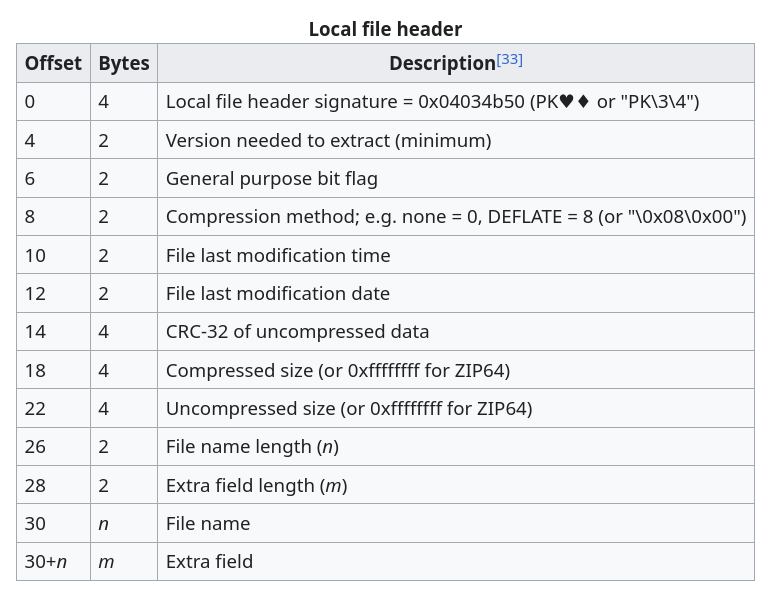 Local file header
Offset Bytes Description[33]
0 4 Local file header signature = 0x04034b50 (PK♥♦ or "PK\3\4")
4 2 Version needed to extract (minimum)
6 2 General purpose bit flag
8 2 Compression method; e.g. none = 0, DEFLATE = 8 (or "\0x08\0x00")
10 2 File last modification time
12 2 File last modification date
14 4 CRC-32 of uncompressed data
18 4 Compressed size (or 0xffffffff for ZIP64)
22 4 Uncompressed size (or 0xffffffff for ZIP64)
26 2 File name length (n)
28 2 Extra field length (m)
30 n File name
30+n m Extra field